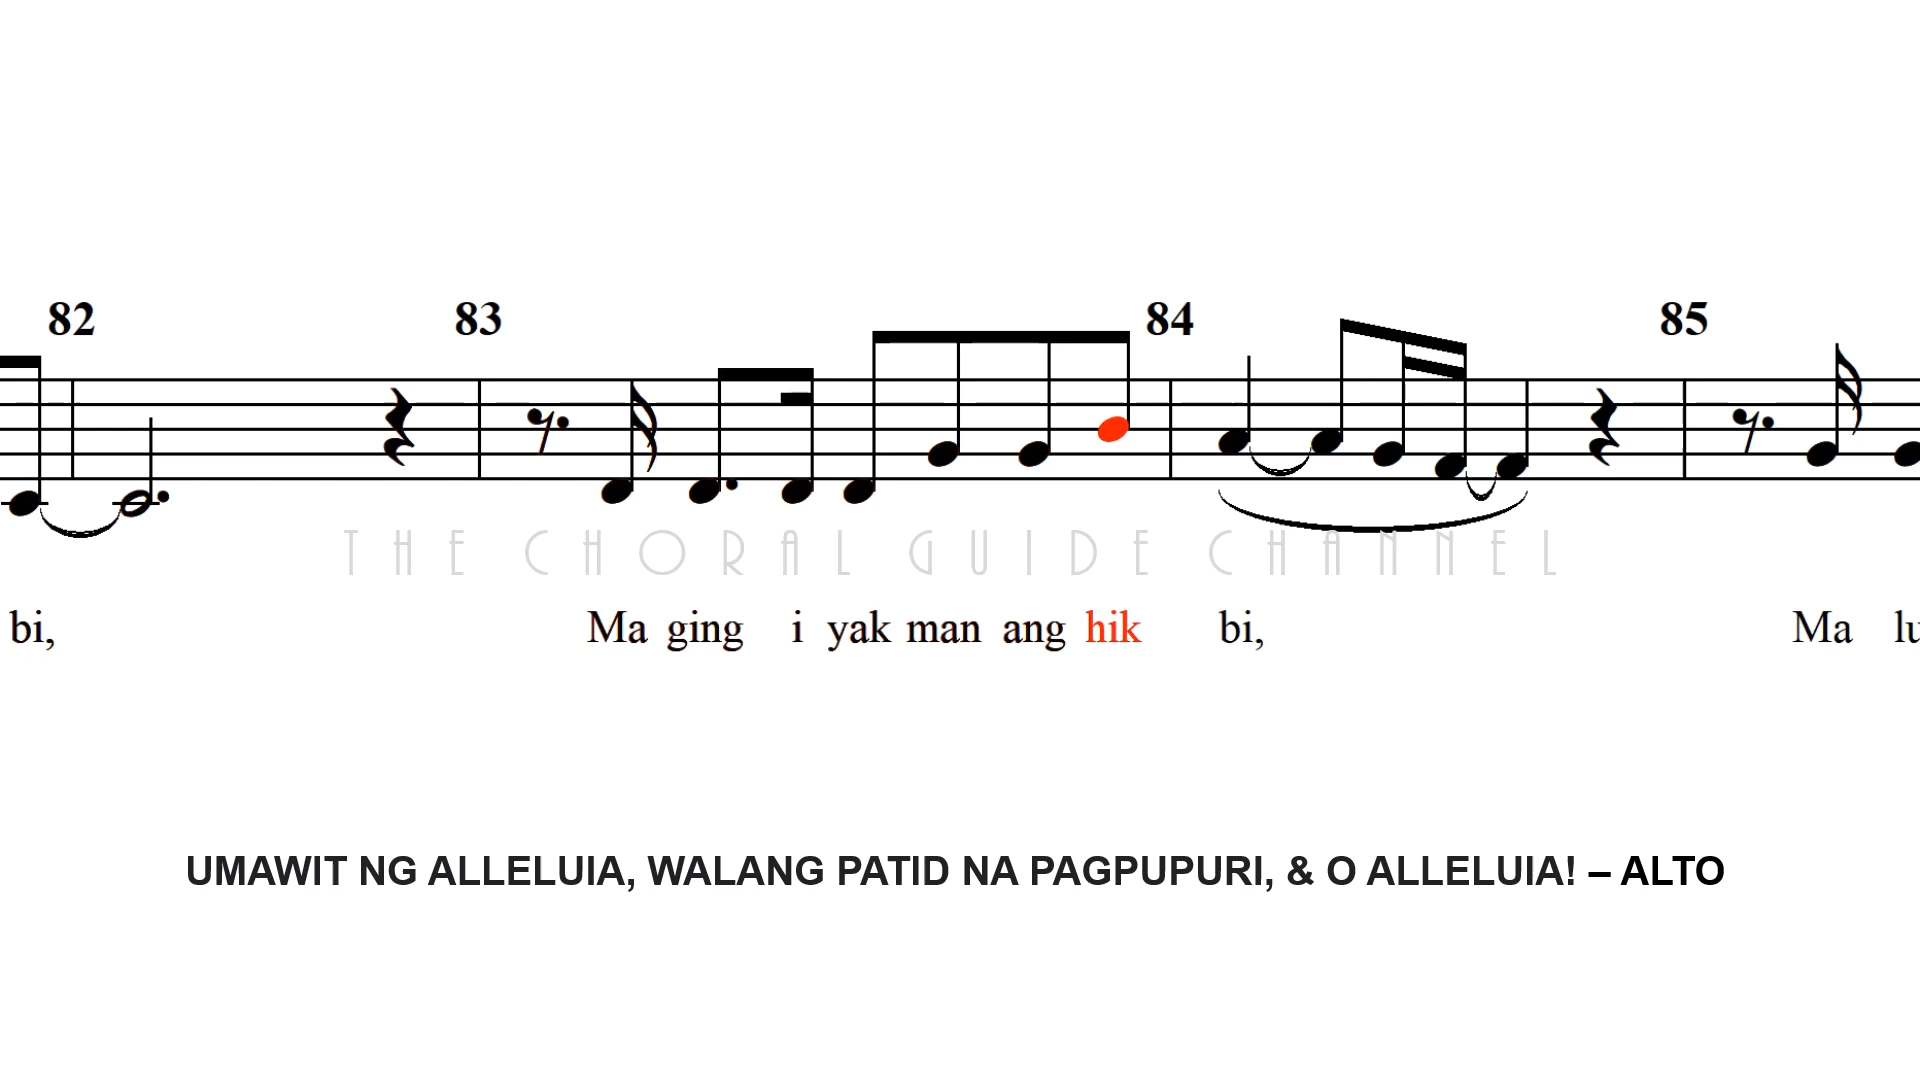 82 83 84 85
THE CHORAL GUIDE CHANNEL
bi, Ma ging i yak man ang hik bi, Ma lu
UMAWIT NG ALLELUIA, WALANG PATID NA PAGPUPURI, & O ALLELUIA! – ALTO